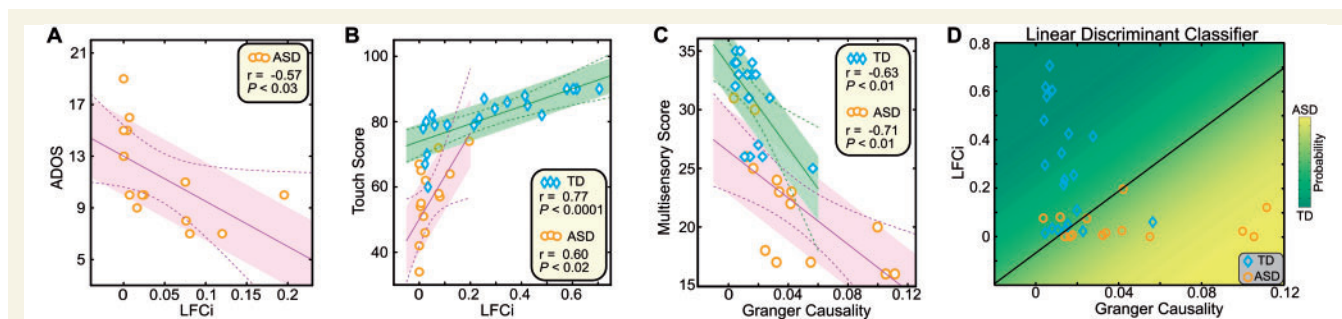 A
21
17
13
9
5
ADOS
0
0.05
0.1
0.15
0.2
LFCi
ASD
r = -0.57
P < 0.03
B
100
80
60
40
Touch Score
0
0.2
0.4
0.6
LFCi
TD
r = 0.77
P < 0.0001
ASD
r = 0.60
P < 0.02
C
35
30
25
20
15
Multisensory Score
0
0.04
0.08
0.12
Granger Causality
TD
r = -0.63
P < 0.01
ASD
r = -0.71
P < 0.01
D
Linear Discriminant Classifier
0.8
0.6
0.4
0.2
0
LFCi
0
0.04
0.08
0.12
Granger Causality
TD
ASD
ASD
Probability
TD